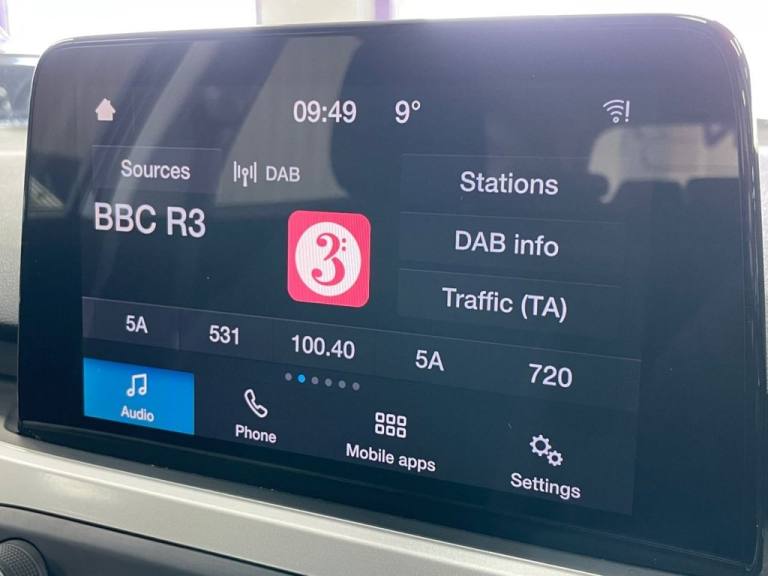 09:49 9°
Sources DAB
BBC R3
3:
Stations
DAB info
Traffic (TA)
5A 531 100.40 5A 720
Audio Phone Mobile apps Settings